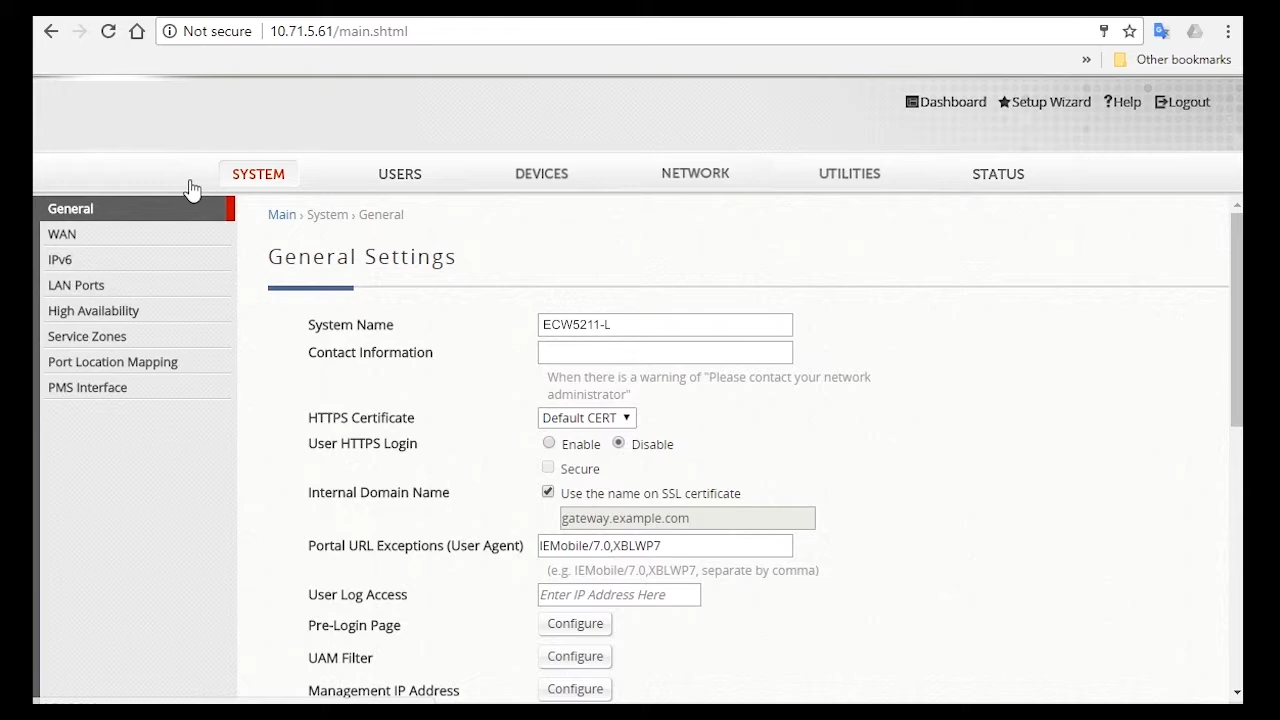 Not secure | 10.71.5.61/main.shtml
» Other bookmarks
Dashboard Setup Wizard ?Help Logout
SYSTEM USERS DEVICES NETWORK UTILITIES STATUS
General
WAN
IPv6
LAN Ports
High Availability
Service Zones
Port Location Mapping
PMS Interface
Main › System › General
General Settings
System Name ECW5211-L
Contact Information
When there is a warning of "Please contact your network
administrator"
HTTPS Certificate Default CERT
User HTTPS Login Enable Disable
Secure
Internal Domain Name Use the name on SSL certificate
gateway.example.com
Portal URL Exceptions (User Agent) IEMobile/7.0,XBLWP7
(e.g. IEMobile/7.0,XBLWP7, separate by comma)
User Log Access Enter IP Address Here
Pre-Login Page Configure
UAM Filter Configure
Management IP Address Configure